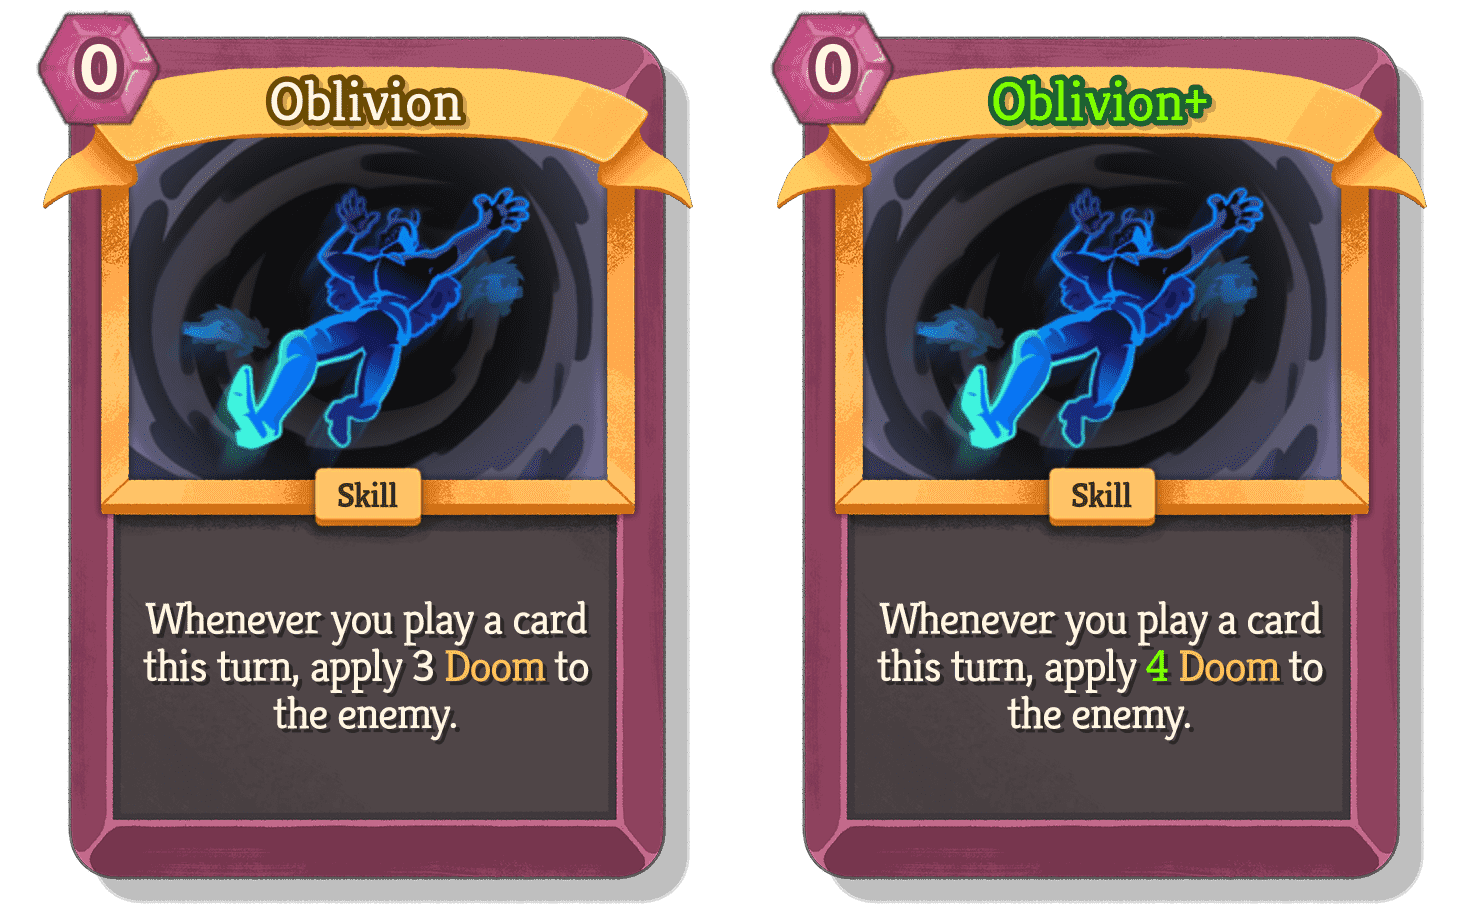 0
Oblivion
Skill
Whenever you play a card
this turn, apply 3 Doom to
the enemy.
0
Oblivion+
Skill
Whenever you play a card
this turn, apply 4 Doom to
the enemy.